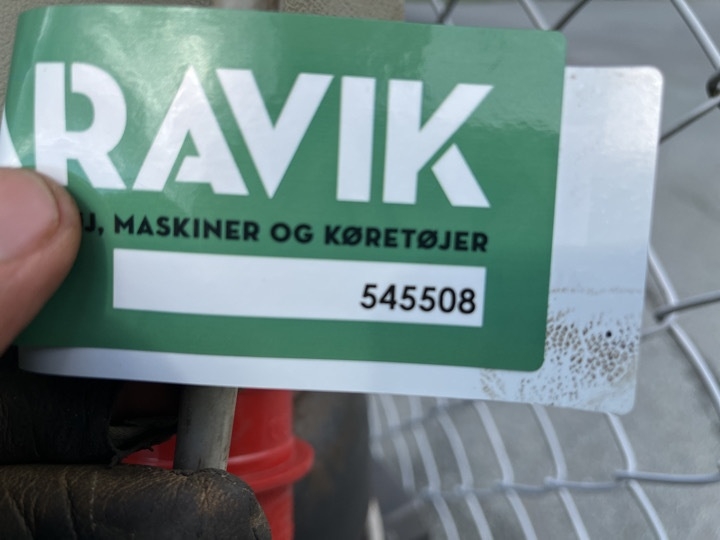 RAVIK
J, MASKINER OG KØRETØJER
545508